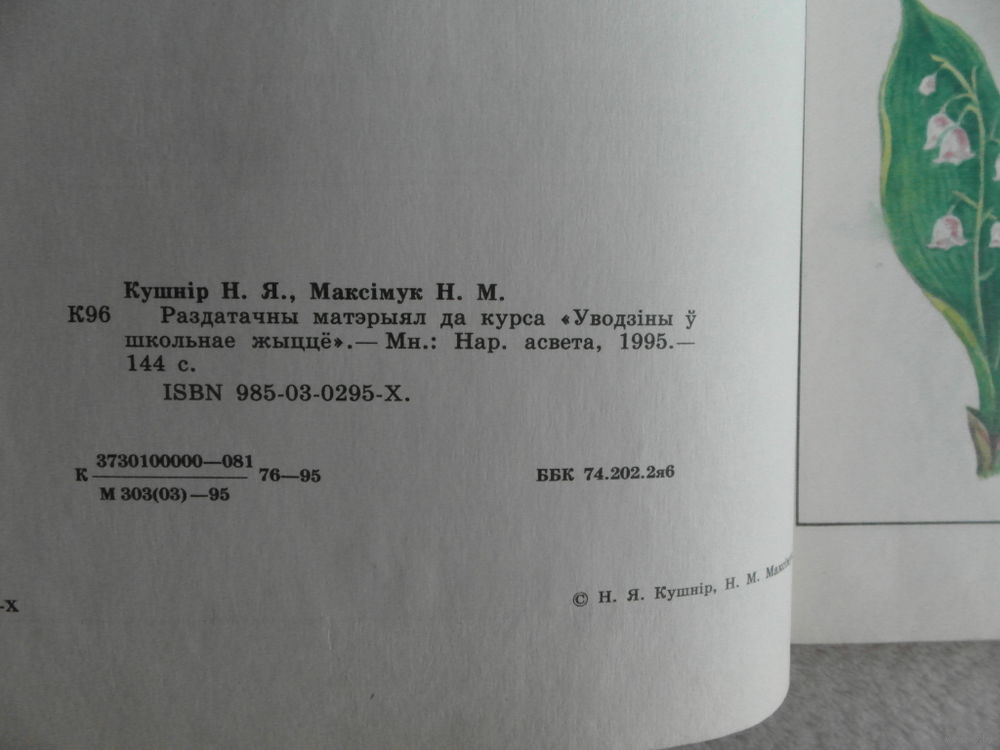 Кушнір Н. Я., Максімук Н. М.
К96 Раздатачны матэрыял да курса «Уводзіны ў
школьнае жыццё».— Мн.: Нар. асвета, 1995.—
144 с.
ISBN 985-03-0295-X.
3730100000—081
К 76—95
М 303(03)—95
ББК 74.202.2яб
-X
© Н. Я. Кушнір, Н. М.